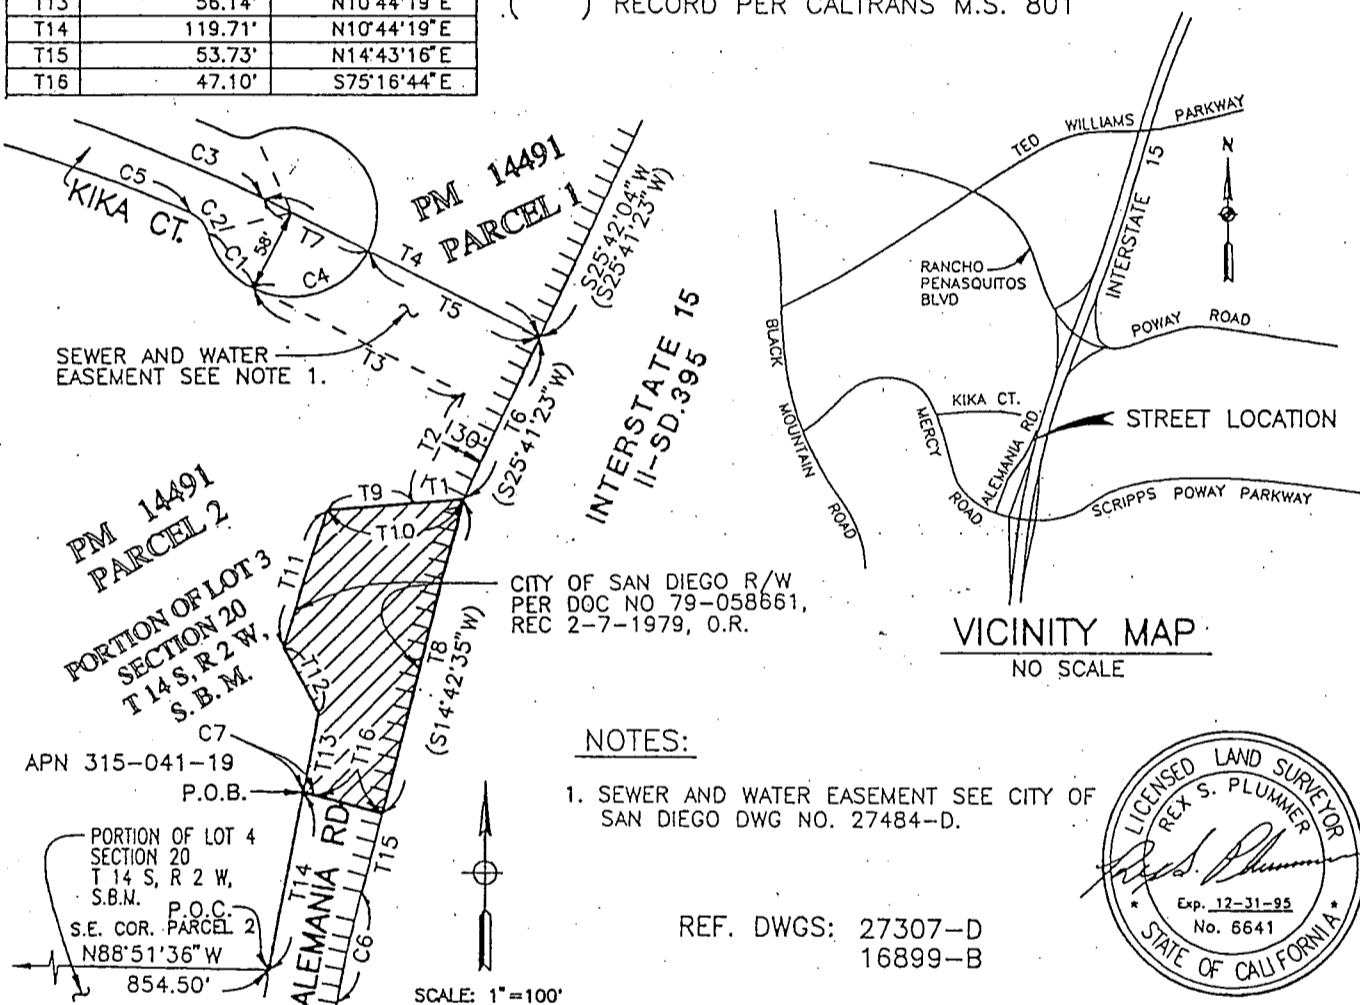 T13 56.14' N10°44'19"E
T14 119.71' N10°44'19"E
T15 53.73' N14°43'16"E
T16 47.10' S75°16'44"E
( ) RECORD PER CALTRANS M.S. 801
C3
C5
KIKA CT.
C2
C1
58'
T7
C4
T4
T5
T3
PM 14491
PARCEL 1
S25°42'04"W
(S25°41'23"W)
SEWER AND WATER
EASEMENT SEE NOTE 1.
T2
30'
T6
(S25°41'23"W)
INTERSTATE 15
II-SD.395
T9
T1
T10
PM 14491
PARCEL 2
T11
PORTION OF LOT 3
SECTION 20
T 14 S, R 2 W,
S.B.M.
CITY OF SAN DIEGO R/W
PER DOC NO 79-058661,
REC 2-7-1979, O.R.
T8
(S14°42'35"W)
T12
C7
T13
T16
APN 315-041-19
P.O.B.
PORTION OF LOT 4
SECTION 20
T 14 S, R 2 W,
S.B.M.
P.O.C.
S.E. COR. PARCEL 2
N88°51'36"W
854.50'
T14
ALEMANIA RD
T15
C6
SCALE: 1"=100'
TED WILLIAMS PARKWAY
INTERSTATE 15
N
RANCHO
PENASQUITOS
BLVD
POWAY ROAD
BLACK MOUNTAIN ROAD
KIKA CT.
MERCY ROAD
ALEMANIA RD.
STREET LOCATION
SCRIPPS POWAY PARKWAY
VICINITY MAP
NO SCALE
NOTES:
1. SEWER AND WATER EASEMENT SEE CITY OF
SAN DIEGO DWG NO. 27484-D.
REF. DWGS: 27307-D
16899-B
LICENSED LAND SURVEYOR
REX S. PLUMMER
Rex S. Plummer
Exp. 12-31-95
No. 6641
STATE OF CALIFORNIA